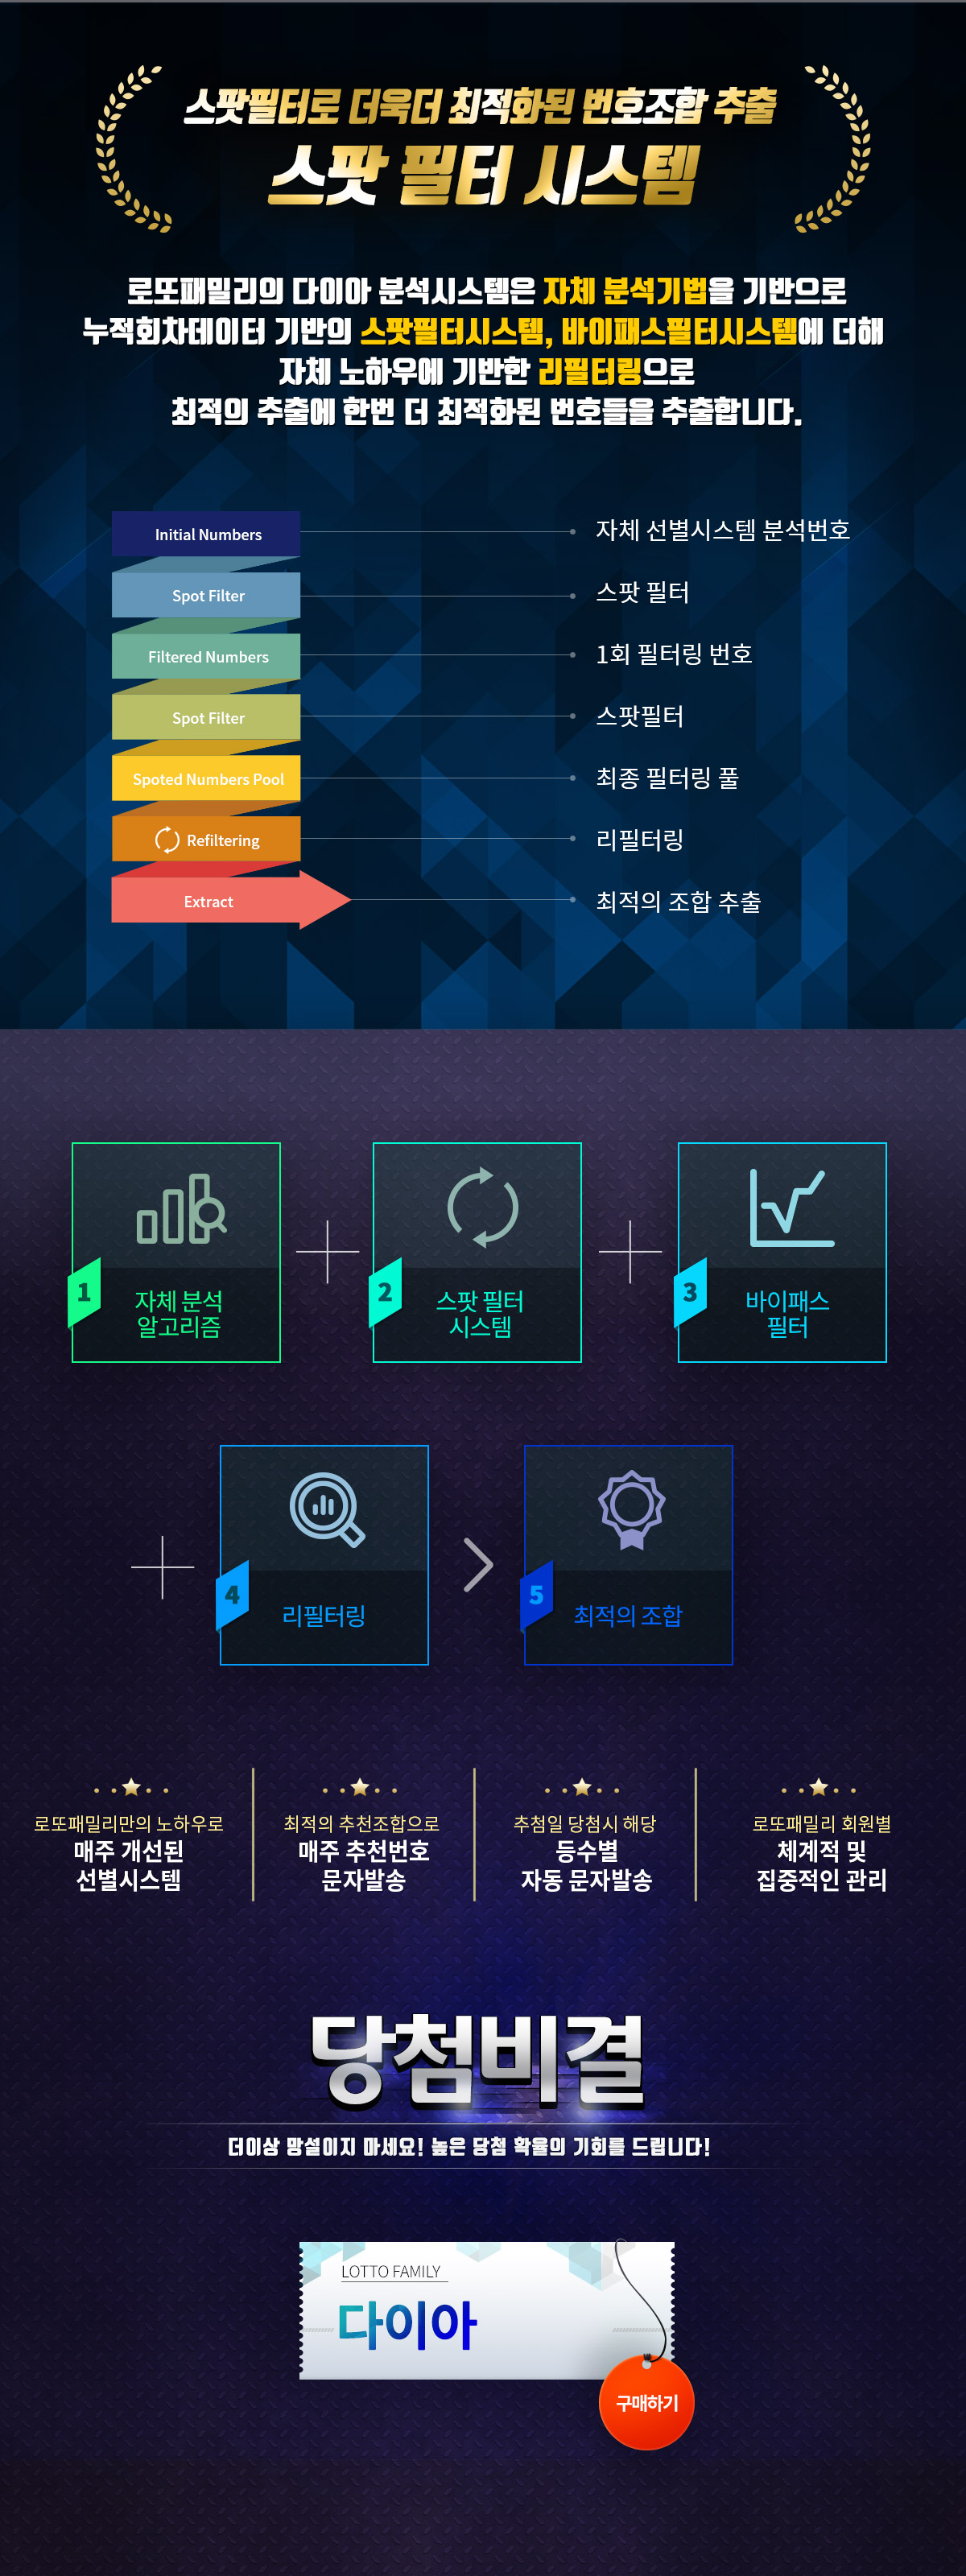 스팟필터로 더욱더 최적화된 번호조합 추출
스팟 필터 시스템
로또패밀리의 다이아 분석시스템은 자체 분석기법을 기반으로
누적회차데이터 기반의 스팟필터시스템, 바이패스필터시스템에 더해
자체 노하우에 기반한 리필터링으로
최적의 추출에 한번 더 최적화된 번호들을 추출합니다.
Initial Numbers 자체 선별시스템 분석번호
Spot Filter 스팟 필터
Filtered Numbers 1회 필터링 번호
Spot Filter 스팟필터
Spoted Numbers Pool 최종 필터링 풀
Refiltering 리필터링
Extract 최적의 조합 추출
1 자체 분석
알고리즘
2 스팟 필터
시스템
3 바이패스
필터
4 리필터링
5 최적의 조합
로또패밀리만의 노하우로
매주 개선된
선별시스템
최적의 추천조합으로
매주 추천번호
문자발송
추첨일 당첨시 해당
등수별
자동 문자발송
로또패밀리 회원별
체계적 및
집중적인 관리
당첨비결
더이상 망설이지 마세요! 높은 당첨 확율의 기회를 드립니다!
LOTTO FAMILY
다이아
구매하기